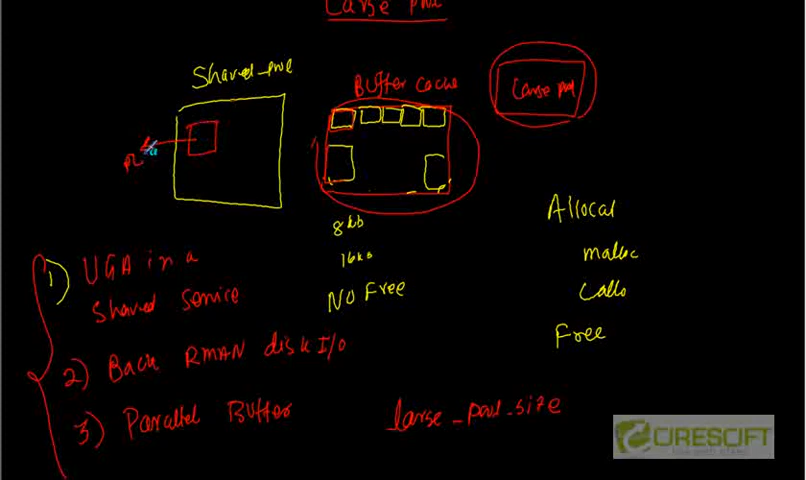 Large pool
Shared_pool
Buffer Cache
Large pool
8kb
16kb
NO Free
Allocat
malloc
Callo
Free
1) UGA in a
Shared Service
2) Back RMAN disk I/O
3) Parallel Buffer
large_pool_size
CIRESCIFT